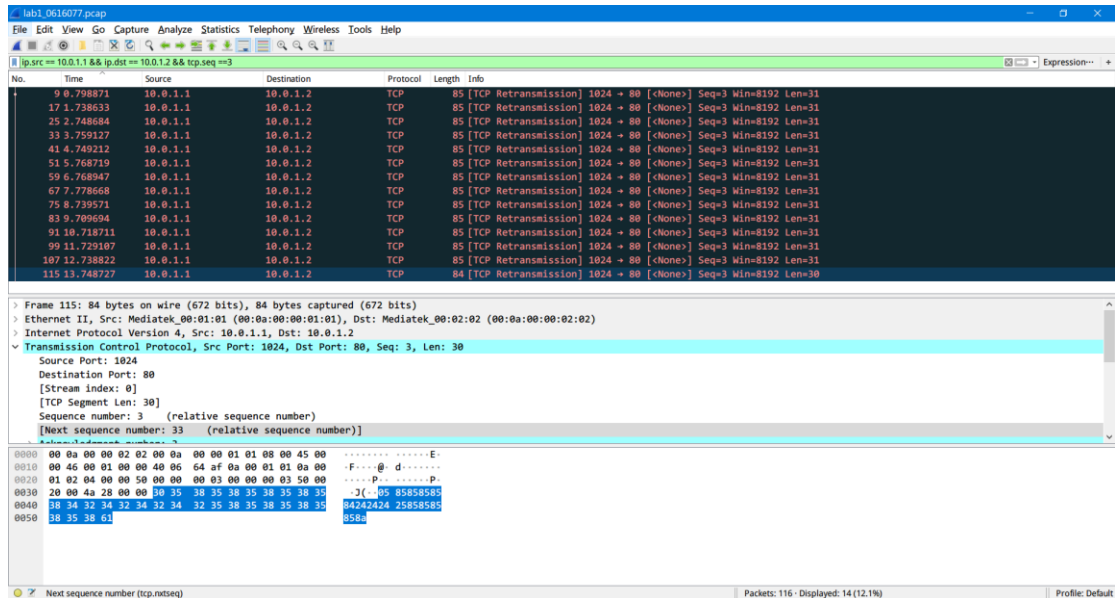 lab1_0616077.pcap
File Edit View Go Capture Analyze Statistics Telephony Wireless Tools Help
ip.src == 10.0.1.1 && ip.dst == 10.0.1.2 && tcp.seq ==3 Expression… +
No. Time Source Destination Protocol Length Info
9 0.798871 10.0.1.1 10.0.1.2 TCP 85 [TCP Retransmission] 1024 → 80 [<None>] Seq=3 Win=8192 Len=31
17 1.738633 10.0.1.1 10.0.1.2 TCP 85 [TCP Retransmission] 1024 → 80 [<None>] Seq=3 Win=8192 Len=31
25 2.748684 10.0.1.1 10.0.1.2 TCP 85 [TCP Retransmission] 1024 → 80 [<None>] Seq=3 Win=8192 Len=31
33 3.759127 10.0.1.1 10.0.1.2 TCP 85 [TCP Retransmission] 1024 → 80 [<None>] Seq=3 Win=8192 Len=31
41 4.749212 10.0.1.1 10.0.1.2 TCP 85 [TCP Retransmission] 1024 → 80 [<None>] Seq=3 Win=8192 Len=31
51 5.768719 10.0.1.1 10.0.1.2 TCP 85 [TCP Retransmission] 1024 → 80 [<None>] Seq=3 Win=8192 Len=31
59 6.768947 10.0.1.1 10.0.1.2 TCP 85 [TCP Retransmission] 1024 → 80 [<None>] Seq=3 Win=8192 Len=31
67 7.778668 10.0.1.1 10.0.1.2 TCP 85 [TCP Retransmission] 1024 → 80 [<None>] Seq=3 Win=8192 Len=31
75 8.739571 10.0.1.1 10.0.1.2 TCP 85 [TCP Retransmission] 1024 → 80 [<None>] Seq=3 Win=8192 Len=31
83 9.709694 10.0.1.1 10.0.1.2 TCP 85 [TCP Retransmission] 1024 → 80 [<None>] Seq=3 Win=8192 Len=31
91 10.718711 10.0.1.1 10.0.1.2 TCP 85 [TCP Retransmission] 1024 → 80 [<None>] Seq=3 Win=8192 Len=31
99 11.729107 10.0.1.1 10.0.1.2 TCP 85 [TCP Retransmission] 1024 → 80 [<None>] Seq=3 Win=8192 Len=31
107 12.738822 10.0.1.1 10.0.1.2 TCP 85 [TCP Retransmission] 1024 → 80 [<None>] Seq=3 Win=8192 Len=31
115 13.748727 10.0.1.1 10.0.1.2 TCP 84 [TCP Retransmission] 1024 → 80 [<None>] Seq=3 Win=8192 Len=30
> Frame 115: 84 bytes on wire (672 bits), 84 bytes captured (672 bits)
> Ethernet II, Src: Mediatek_00:01:01 (00:0a:00:00:01:01), Dst: Mediatek_00:02:02 (00:0a:00:00:02:02)
> Internet Protocol Version 4, Src: 10.0.1.1, Dst: 10.0.1.2
Transmission Control Protocol, Src Port: 1024, Dst Port: 80, Seq: 3, Len: 30
Source Port: 1024
Destination Port: 80
[Stream index: 0]
[TCP Segment Len: 30]
Sequence number: 3 (relative sequence number)
[Next sequence number: 33 (relative sequence number)]
0000 00 0a 00 00 02 02 00 0a 00 00 01 01 08 00 45 00 ········ ······E·
0010 00 46 00 01 00 00 40 06 64 af 0a 00 01 01 0a 00 ·F····@· d·······
0020 01 02 04 00 00 50 00 00 00 03 00 00 00 03 50 00 ·····P·· ······P·
0030 20 00 4a 28 00 00 30 35 38 35 38 35 38 35 38 35 ·J(··05 85858585
0040 38 34 32 34 32 34 32 34 32 35 38 35 38 35 38 35 84242424 25858585
0050 38 35 38 61 858a
Next sequence number (tcp.nxtseq) Packets: 116 · Displayed: 14 (12.1%) Profile: Default